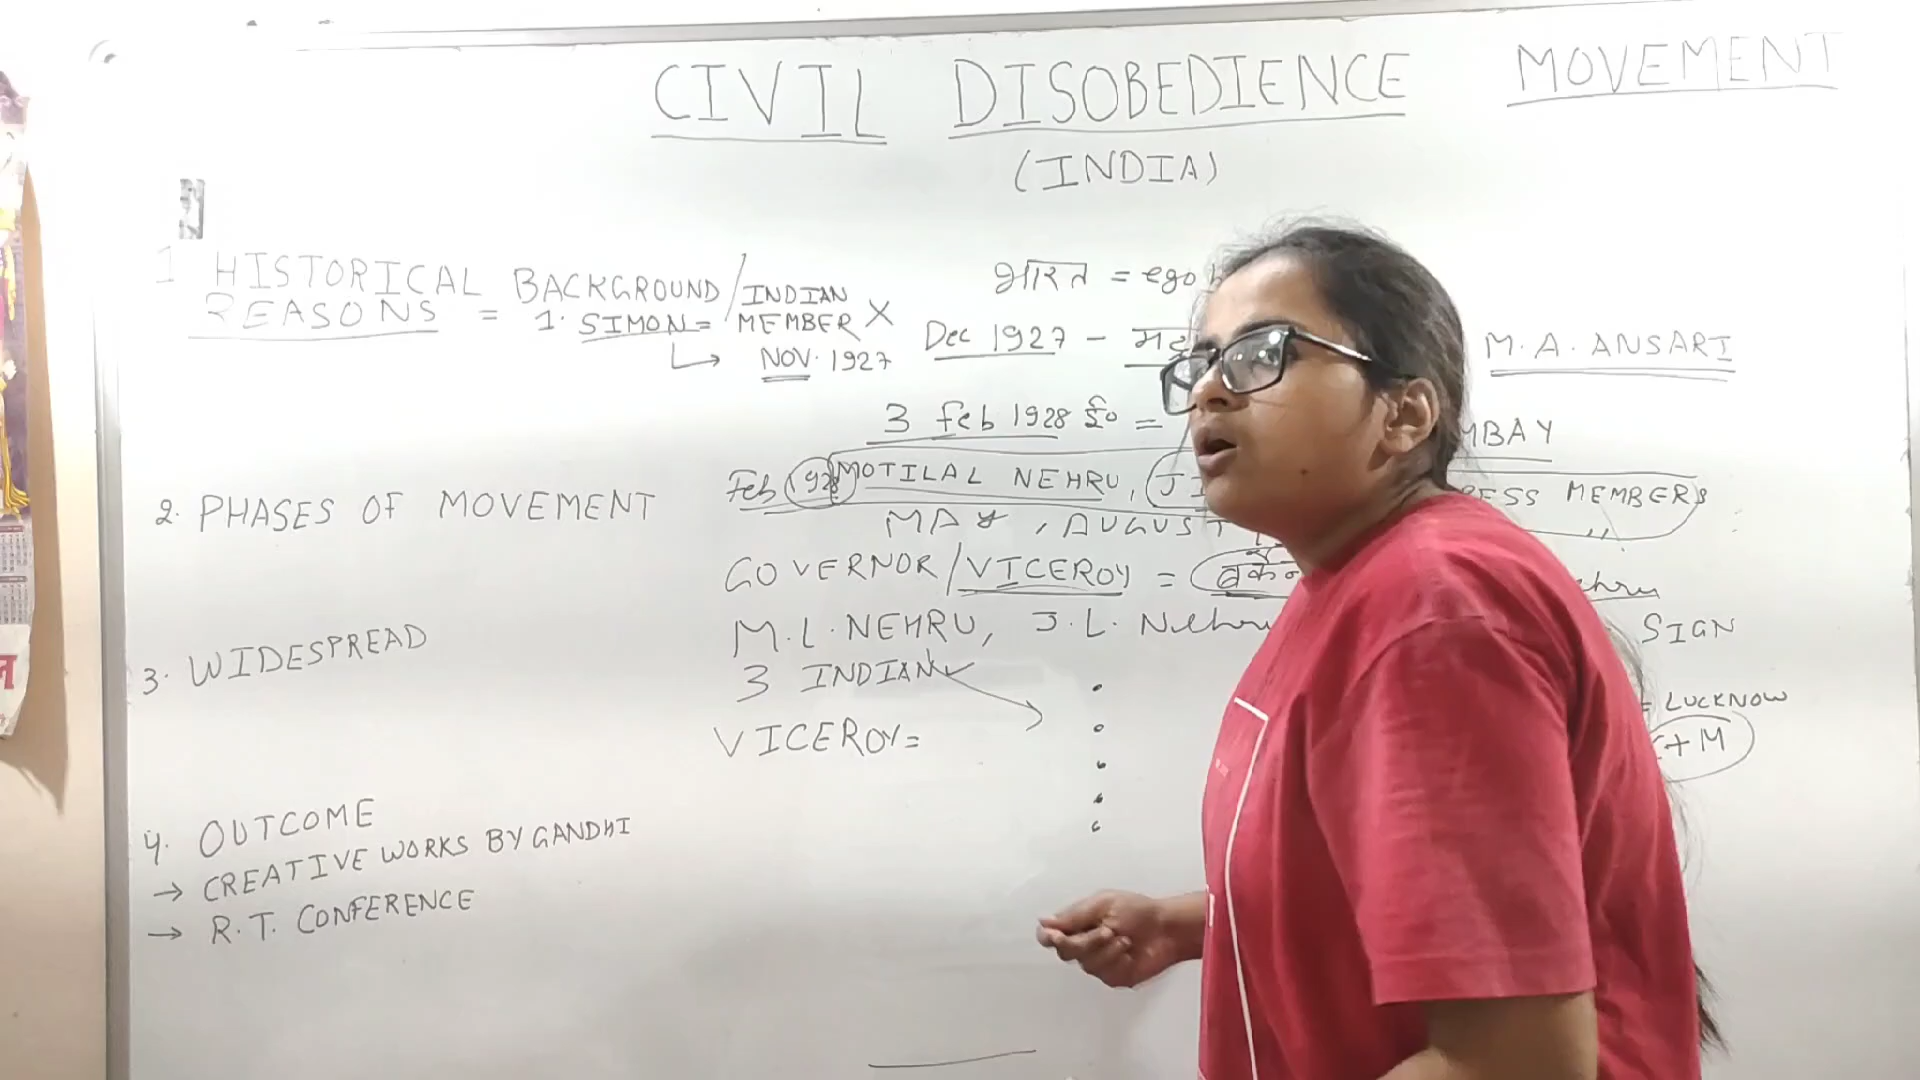 CIVIL DISOBEDIENCE MOVEMENT
(INDIA)
1 HISTORICAL BACKGROUND / INDIAN
REASONS = 1. SIMON = MEMBER X
NOV. 1927
भारत = ego
Dec 1927 -
M. A. ANSARI
3 Feb 1928 ई० =
MBAY
Feb 1928 MOTILAL NEHRU, RESS MEMBERS
2. PHASES OF MOVEMENT
MAY, AUGUST
GOVERNOR/VICEROY =
3. WIDESPREAD
M.L. NEHRU, J.L. Nehru SIGN
3 INDIAN
= LUCKNOW
+ M
VICEROY =
4. OUTCOME
→ CREATIVE WORKS BY GANDHI
→ R.T. CONFERENCE